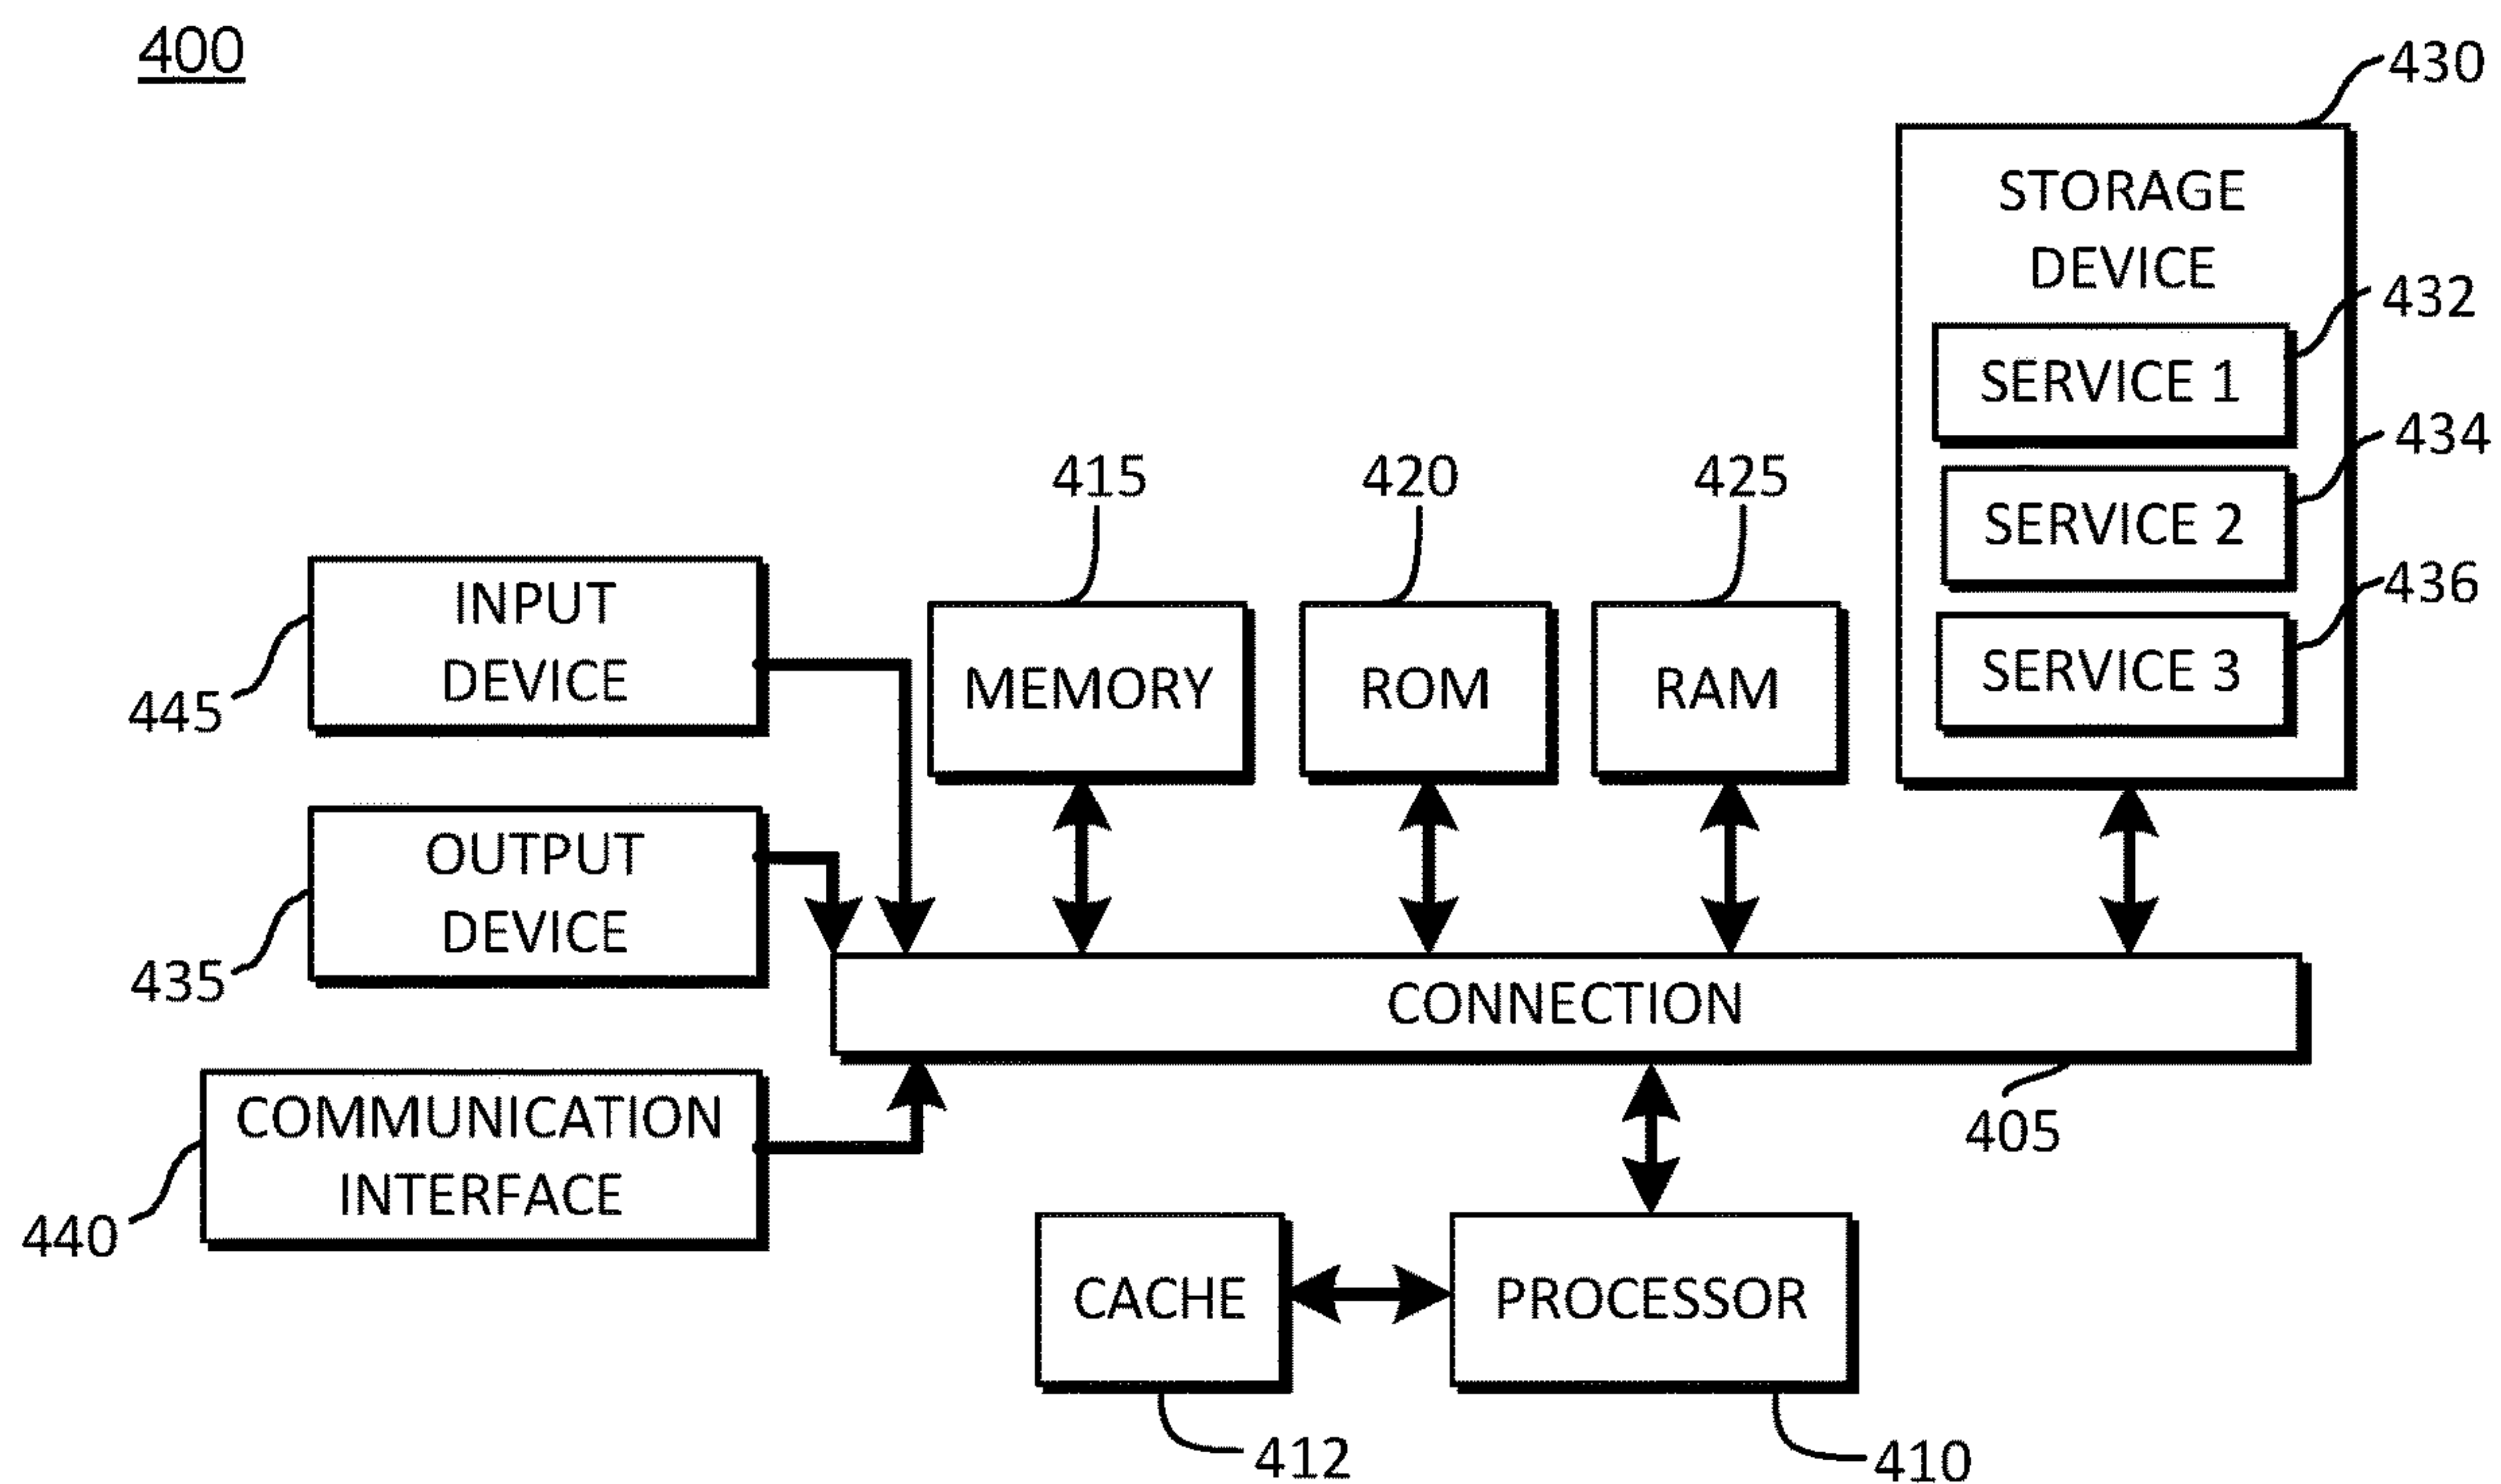 400
430
STORAGE
DEVICE
432
SERVICE 1
434
SERVICE 2
436
SERVICE 3
415
420
425
INPUT
DEVICE
445
MEMORY
ROM
RAM
OUTPUT
DEVICE
435
CONNECTION
405
COMMUNICATION
INTERFACE
440
CACHE
PROCESSOR
412
410